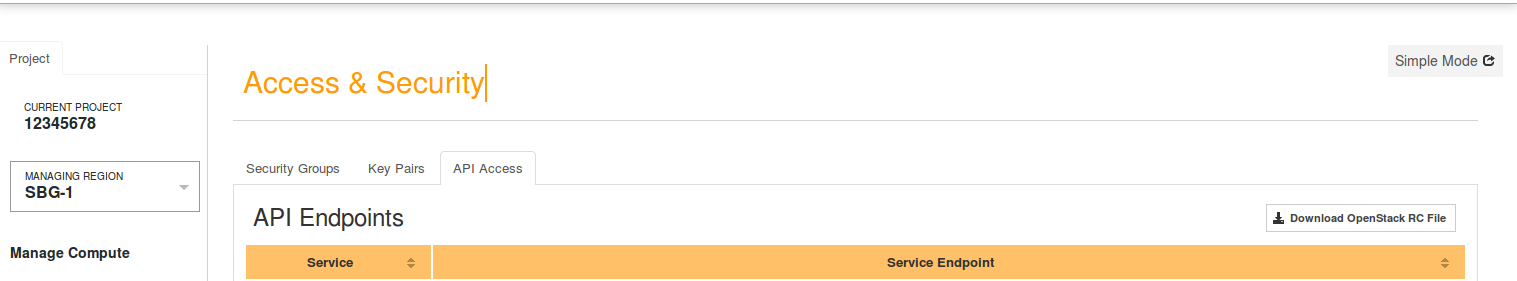 Project
Simple Mode
Access & Security
CURRENT PROJECT
12345678
Security Groups Key Pairs API Access
MANAGING REGION
SBG-1
API Endpoints
Download OpenStack RC File
Manage Compute
Service Service Endpoint